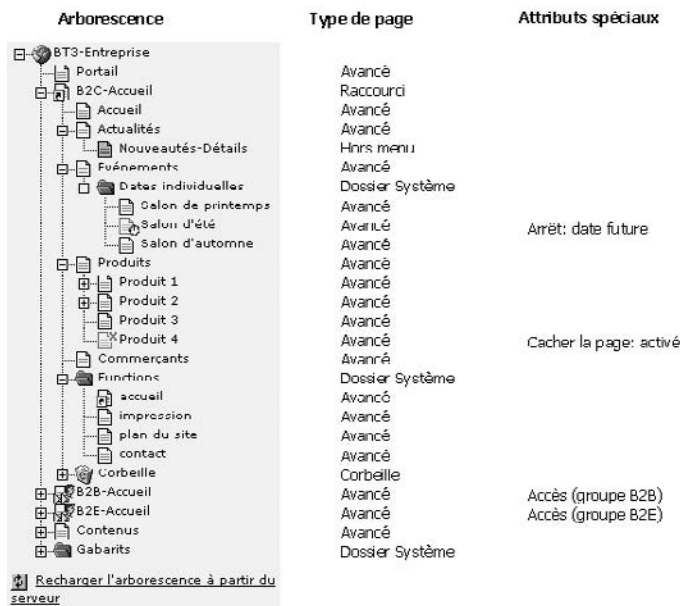 Arborescence Type de page Attributs spéciaux
BT3-Entreprise
Portail Avancé
B2C-Accueil Raccourci
Accueil Avancé
Actualités Avancé
Nouveautés-Détails Hors menu
Evénements Avancé
Dates individuelles Dossier Système
Salon de printemps Avancé
Salon d'été Avancé Arrêt: date future
Salon d'automne Avancé
Produits Avancé
Produit 1 Avancé
Produit 2 Avancé
Produit 3 Avancé
Produit 4 Avancé Cacher la page: activé
Commerçants Avancé
Functions Dossier Système
accueil Avancé
impression Avancé
plan du site Avancé
contact Avancé
Corbeille Corbeille
B2B-Accueil Avancé Accès (groupe B2B)
B2E-Accueil Avancé Accès (groupe B2E)
Contenus Avancé
Gabarits Dossier Système
Recharger l'arborescence à partir du
serveur